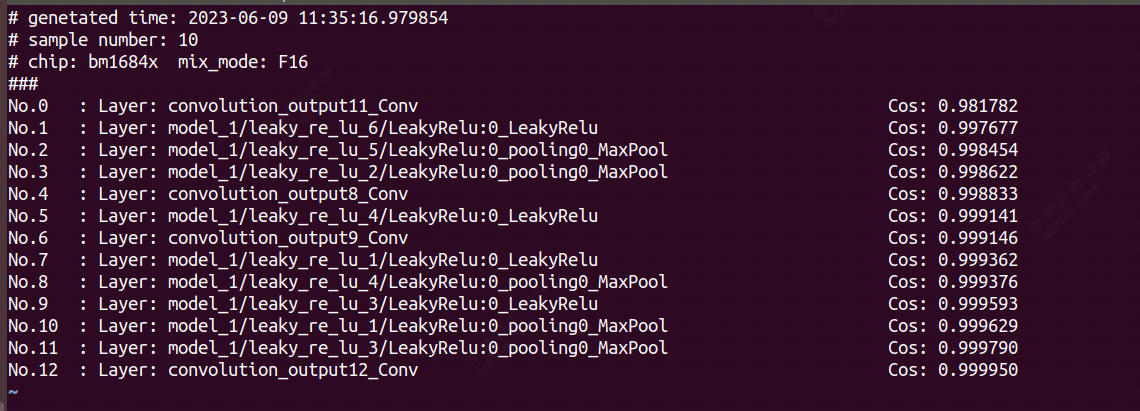 # genetated time: 2023-06-09 11:35:16.979854
# sample number: 10
# chip: bm1684x  mix_mode: F16
###
No.0   : Layer: convolution_output11_Conv                                               Cos: 0.981782
No.1   : Layer: model_1/leaky_re_lu_6/LeakyRelu:0_LeakyRelu                             Cos: 0.997677
No.2   : Layer: model_1/leaky_re_lu_5/LeakyRelu:0_pooling0_MaxPool                      Cos: 0.998454
No.3   : Layer: model_1/leaky_re_lu_2/LeakyRelu:0_pooling0_MaxPool                      Cos: 0.998622
No.4   : Layer: convolution_output8_Conv                                                Cos: 0.998833
No.5   : Layer: model_1/leaky_re_lu_4/LeakyRelu:0_LeakyRelu                             Cos: 0.999141
No.6   : Layer: convolution_output9_Conv                                                Cos: 0.999146
No.7   : Layer: model_1/leaky_re_lu_1/LeakyRelu:0_LeakyRelu                             Cos: 0.999362
No.8   : Layer: model_1/leaky_re_lu_4/LeakyRelu:0_pooling0_MaxPool                      Cos: 0.999376
No.9   : Layer: model_1/leaky_re_lu_3/LeakyRelu:0_LeakyRelu                             Cos: 0.999593
No.10  : Layer: model_1/leaky_re_lu_1/LeakyRelu:0_pooling0_MaxPool                      Cos: 0.999629
No.11  : Layer: model_1/leaky_re_lu_3/LeakyRelu:0_pooling0_MaxPool                      Cos: 0.999790
No.12  : Layer: convolution_output12_Conv                                               Cos: 0.999950
~